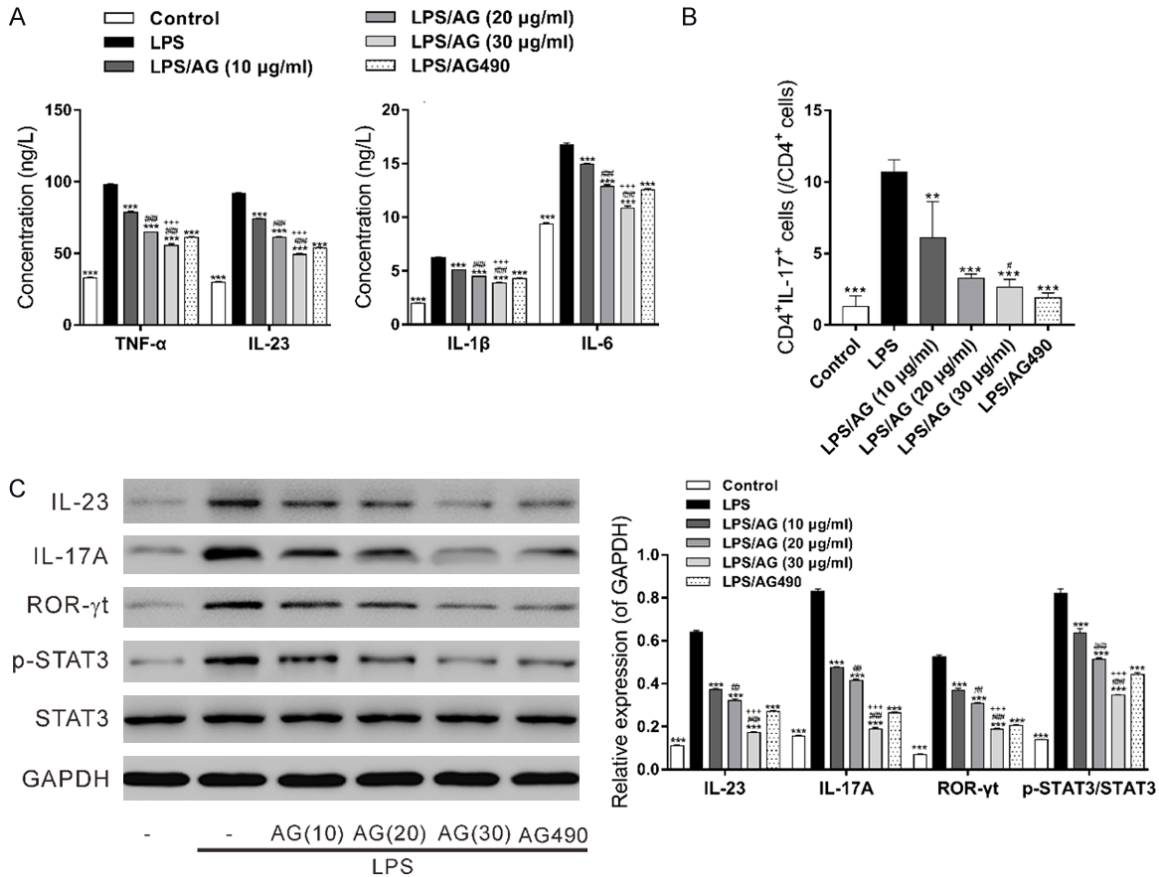 A
Control
LPS
LPS/AG (10 µg/ml)
LPS/AG (20 µg/ml)
LPS/AG (30 µg/ml)
LPS/AG490
Concentration (ng/L)
150
100
50
0
*** *** *** *** ***
*** *** *** *** ***
### ### ### ###
+++ +++
TNF-α IL-23
Concentration (ng/L)
20
15
10
5
0
*** *** *** *** ***
*** *** *** *** ***
### ### ### ###
+++ +++
IL-1β IL-6
B
CD4+IL-17+ cells (/CD4+ cells)
15
10
5
0
*** ** *** *** ***
#
Control
LPS
LPS/AG (10 µg/ml)
LPS/AG (20 µg/ml)
LPS/AG (30 µg/ml)
LPS/AG490
C
IL-23
IL-17A
ROR-γt
p-STAT3
STAT3
GAPDH
- - AG(10) AG(20) AG(30) AG490
LPS
Control
LPS
LPS/AG (10 µg/ml)
LPS/AG (20 µg/ml)
LPS/AG (30 µg/ml)
LPS/AG490
Relative expression (of GAPDH)
1.0
0.8
0.6
0.4
0.2
0.0
*** *** *** *** ***
*** *** *** *** ***
*** *** *** *** ***
*** *** *** *** ***
+++ +++ +++ +++
IL-23 IL-17A ROR-γt p-STAT3/STAT3